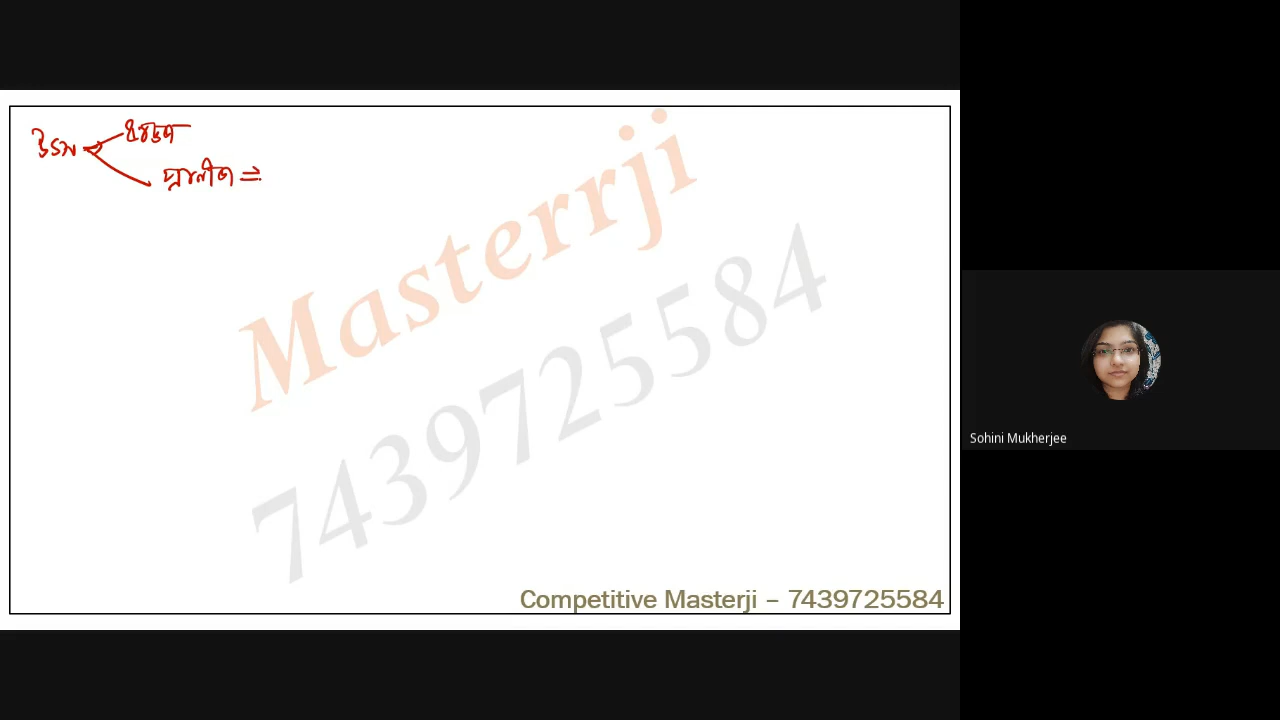 উৎস
প্রাণীজ =
Masterrji
7439725584
Competitive Masterji – 7439725584
Sohini Mukherjee